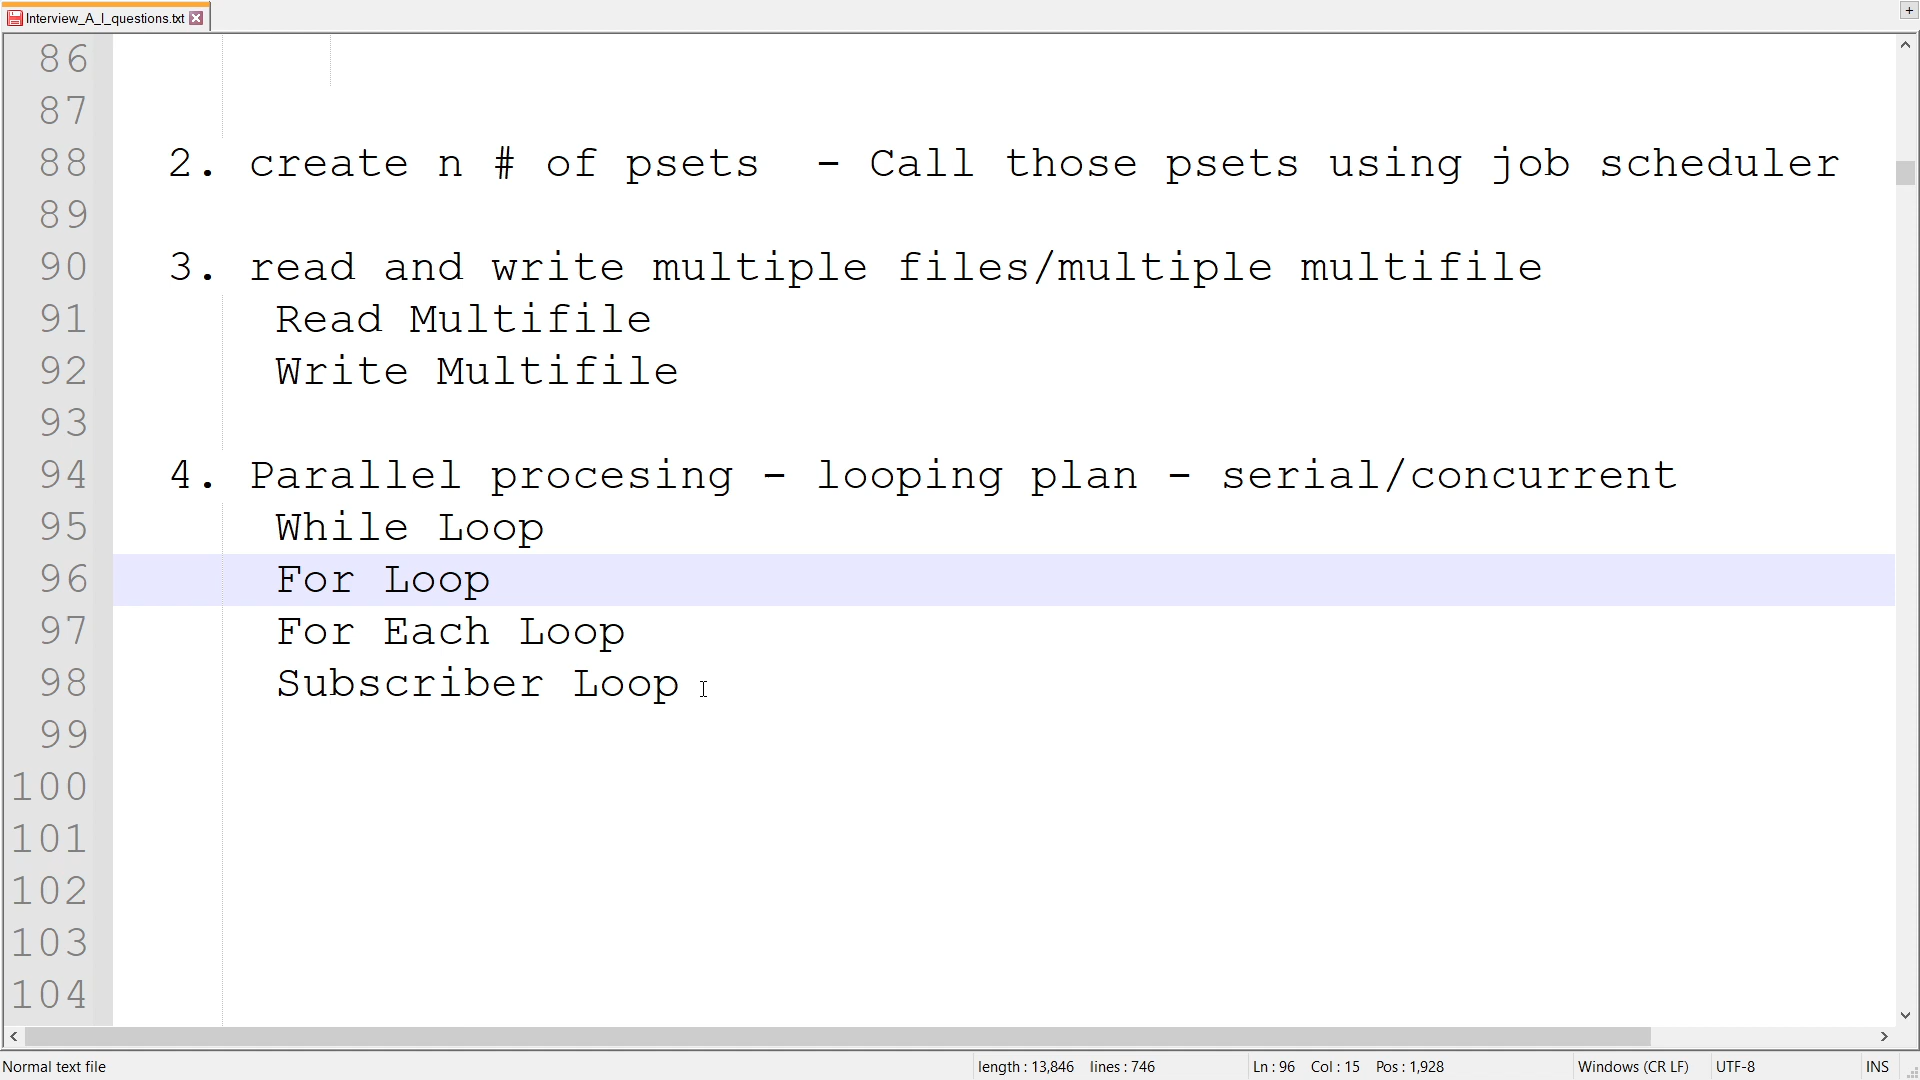 Interview_A_I_questions.txt
86
87
88 2. create n # of psets - Call those psets using job scheduler
89
90 3. read and write multiple files/multiple multifile
91 Read Multifile
92 Write Multifile
93
94 4. Parallel procesing - looping plan - serial/concurrent
95 While Loop
96 For Loop
97 For Each Loop
98 Subscriber Loop
99
100
101
102
103
104
Normal text file length : 13,846 lines : 746 Ln : 96 Col : 15 Pos : 1,928 Windows (CR LF) UTF-8 INS